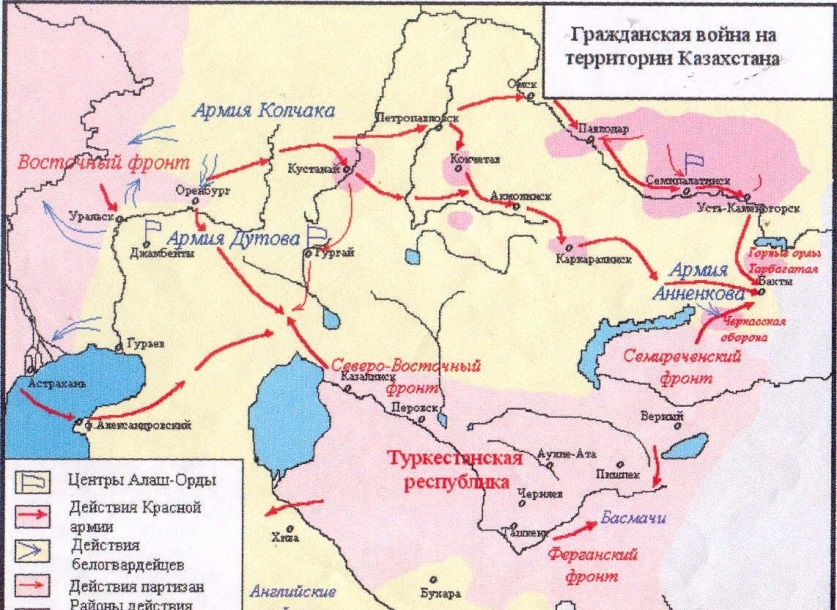 Гражданская война на
территории Казахстана
Омск
Армия Колчака
Петропавловск
Павлодар
Восточный фронт
Кустанай
Кокчетав
Семипалатинск
Оренбург
Акмолинск
Усть-Каменогорск
Уральск
Армия Дутова
Джамбейты
Тургай
Каркаралинск
Горные орлы
Тарбагатая
Армия
Анненкова
Бахты
Черкасская
оборона
Гурьев
Семиреченский
фронт
Северо-Восточный
фронт
Астрахань
Казалинск
Перовск
Верный
ф.Александровский
Туркестанская
республика
Аулие-Ата
Пишпек
Черняев
Центры Алаш-Орды
Действия Красной
армии
Басмачи
Хива
Ташкент
Действия
белогвардейцев
Ферганский
фронт
Действия партизан
Английские
Бухара
Районы действия